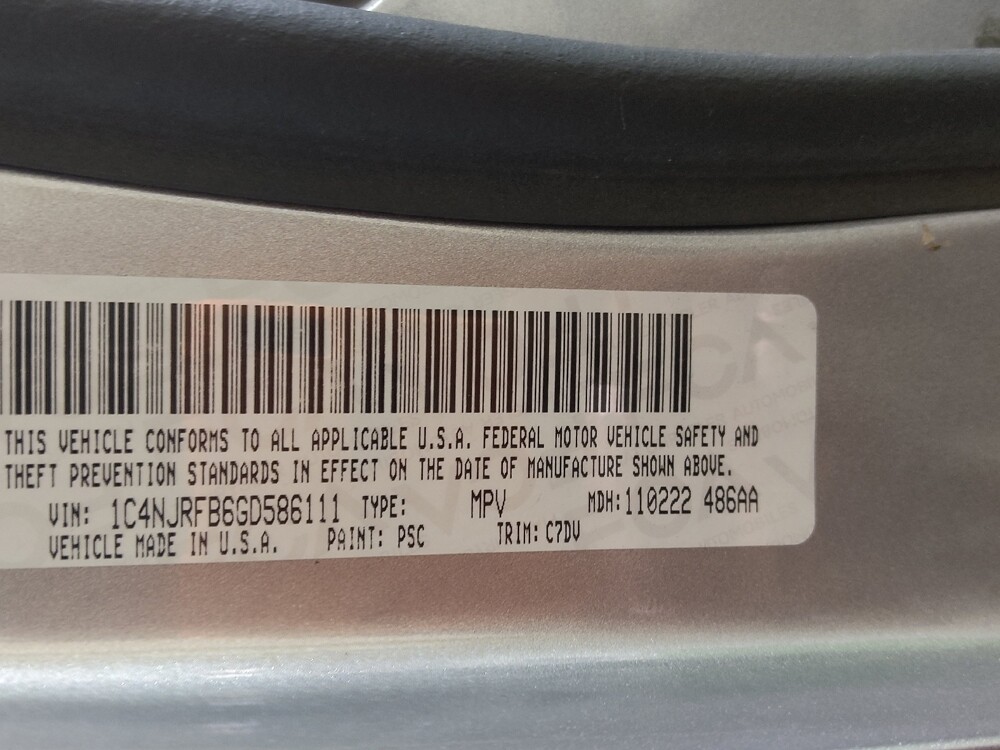 THIS VEHICLE CONFORMS TO ALL APPLICABLE U.S.A. FEDERAL MOTOR VEHICLE SAFETY AND
THEFT PREVENTION STANDARDS IN EFFECT ON THE DATE OF MANUFACTURE SHOWN ABOVE.
VIN: 1C4NJRFB6GD586111 TYPE: MPV MDH:110222 486AA
VEHICLE MADE IN U.S.A. PAINT: PSC TRIM: C7DV